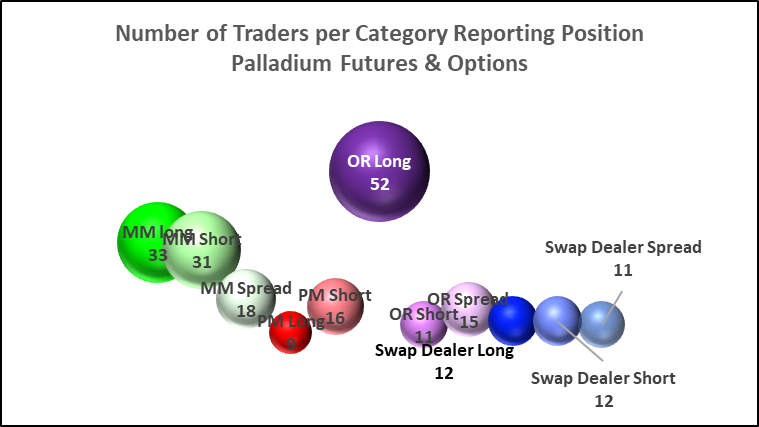 Number of Traders per Category Reporting Position
Palladium Futures & Options
OR Long
52
MM long
33
MM Short
31
MM Spread
18
PM Long
9
PM Short
16
OR Short
11
OR Spread
15
Swap Dealer Long
12
Swap Dealer Short
12
Swap Dealer Spread
11